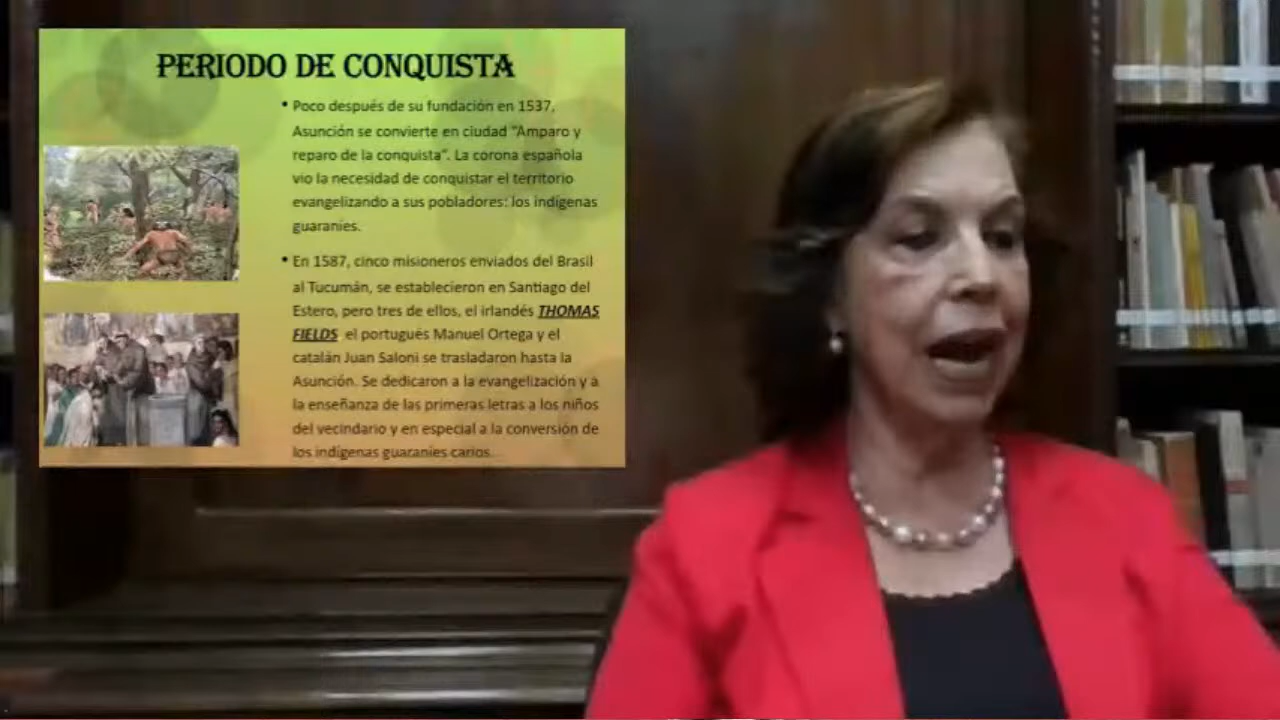 PERIODO DE CONQUISTA
• Poco después de su fundación en 1537,
Asunción se convierte en ciudad "Amparo y
reparo de la conquista". La corona española
vio la necesidad de conquistar el territorio
evangelizando a sus pobladores: los indígenas
guaraníes.
• En 1587, cinco misioneros enviados del Brasil
al Tucumán, se establecieron en Santiago del
Estero, pero tres de ellos, el irlandés THOMAS
FIELDS el portugués Manuel Ortega y el
catalán Juan Saloni se trasladaron hasta la
Asunción. Se dedicaron a la evangelización y a
la enseñanza de las primeras letras a los niños
del vecindario y en especial a la conversión de
los indígenas guaraníes carios.